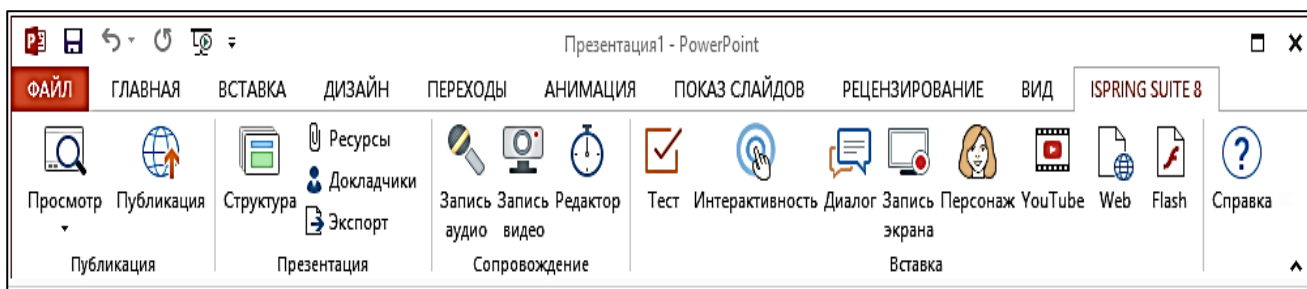 Презентация1 - PowerPoint
ФАЙЛ ГЛАВНАЯ ВСТАВКА ДИЗАЙН ПЕРЕХОДЫ АНИМАЦИЯ ПОКАЗ СЛАЙДОВ РЕЦЕНЗИРОВАНИЕ ВИД ISPRING SUITE 8
Просмотр
Публикация
Публикация
Структура
Ресурсы
Докладчики
Экспорт
Презентация
Запись
аудио
Запись
видео
Редактор
Сопровождение
Тест
Интерактивность
Диалог
Запись
экрана
Персонаж
YouTube
Web
Flash
Вставка
Справка